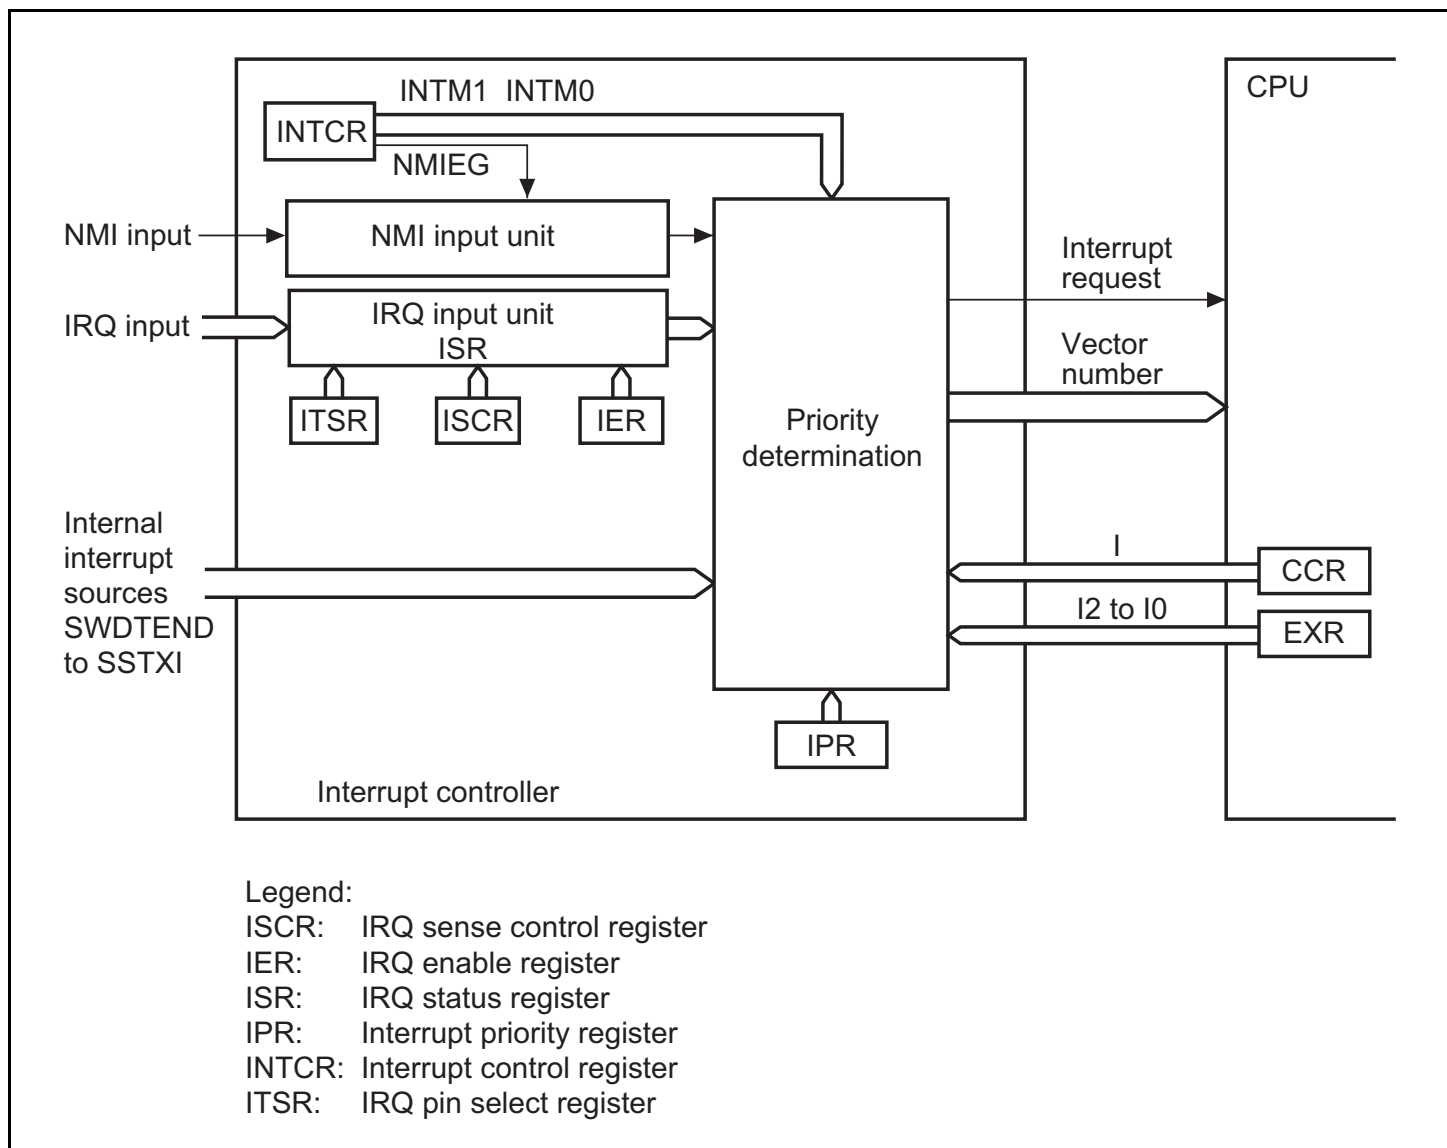 INTM1 INTM0
CPU
INTCR
NMIEG
NMI input
NMI input unit
Interrupt
request
IRQ input
IRQ input unit
ISR
Vector
number
ITSR
ISCR
IER
Priority
determination
Internal
interrupt
sources
SWDTEND
to SSTXI
I
CCR
I2 to I0
EXR
IPR
Interrupt controller
Legend:
ISCR: IRQ sense control register
IER: IRQ enable register
ISR: IRQ status register
IPR: Interrupt priority register
INTCR: Interrupt control register
ITSR: IRQ pin select register